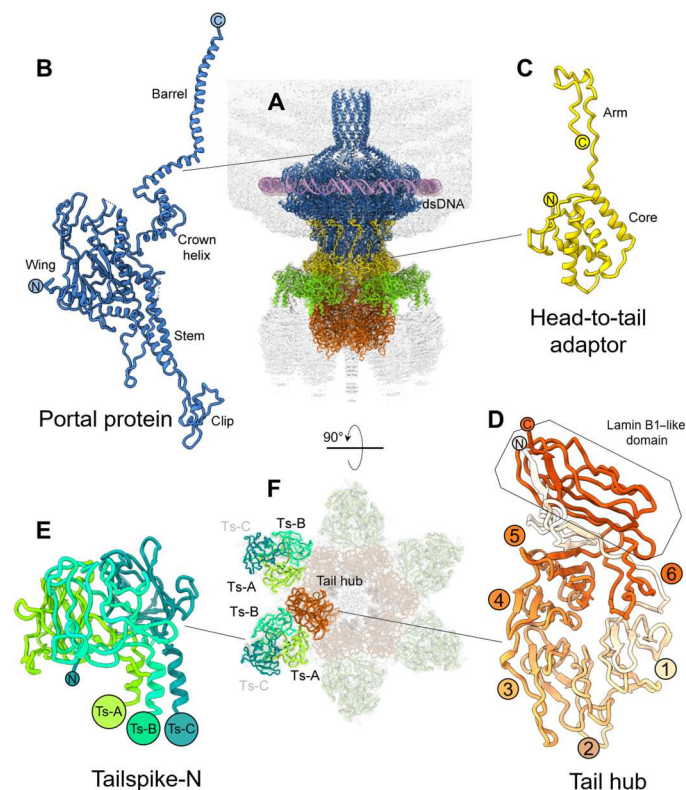 B
C
Barrel
A
dsDNA
Crown
helix
Wing
N
Stem
Clip
Portal protein
C
Arm
C
N
Core
Head-to-tail
adaptor
90°
D
C
N
Lamin B1–like
domain
5
6
4
1
3
2
Tail hub
E
N
Ts-A
Ts-B
Ts-C
Tailspike-N
F
Ts-C
Ts-B
Ts-A
Tail hub
Ts-B
Ts-C
Ts-A